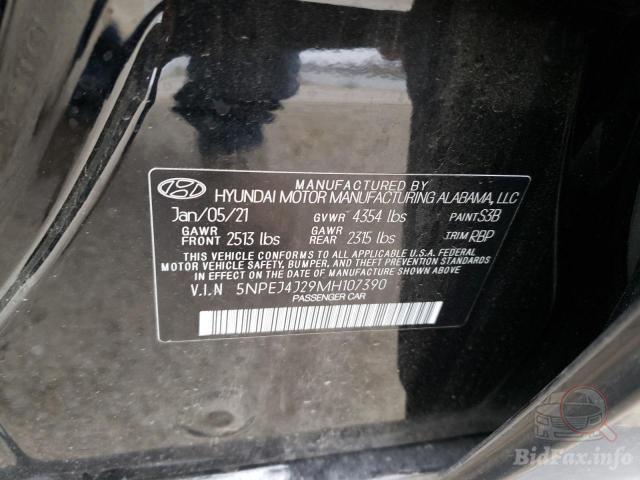 MANUFACTURED BY
HYUNDAI MOTOR MANUFACTURING ALABAMA, LLC
Jan/05/21 GVWR 4354 lbs PAINT S3B
GAWR FRONT 2513 lbs GAWR REAR 2315 lbs TRIM RBP
THIS VEHICLE CONFORMS TO ALL APPLICABLE U.S.A. FEDERAL
MOTOR VEHICLE SAFETY, BUMPER, AND THEFT PREVENTION STANDARDS
IN EFFECT ON THE DATE OF MANUFACTURE SHOWN ABOVE
V.I.N 5NPEJ4J29MH107390
PASSENGER CAR
BidFax.info